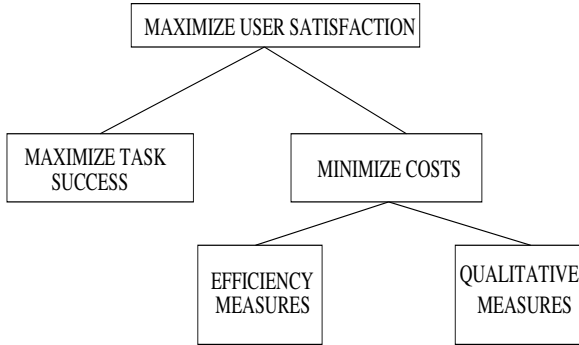 MAXIMIZE USER SATISFACTION
MAXIMIZE TASK
SUCCESS
MINIMIZE COSTS
EFFICIENCY
MEASURES
QUALITATIVE
MEASURES